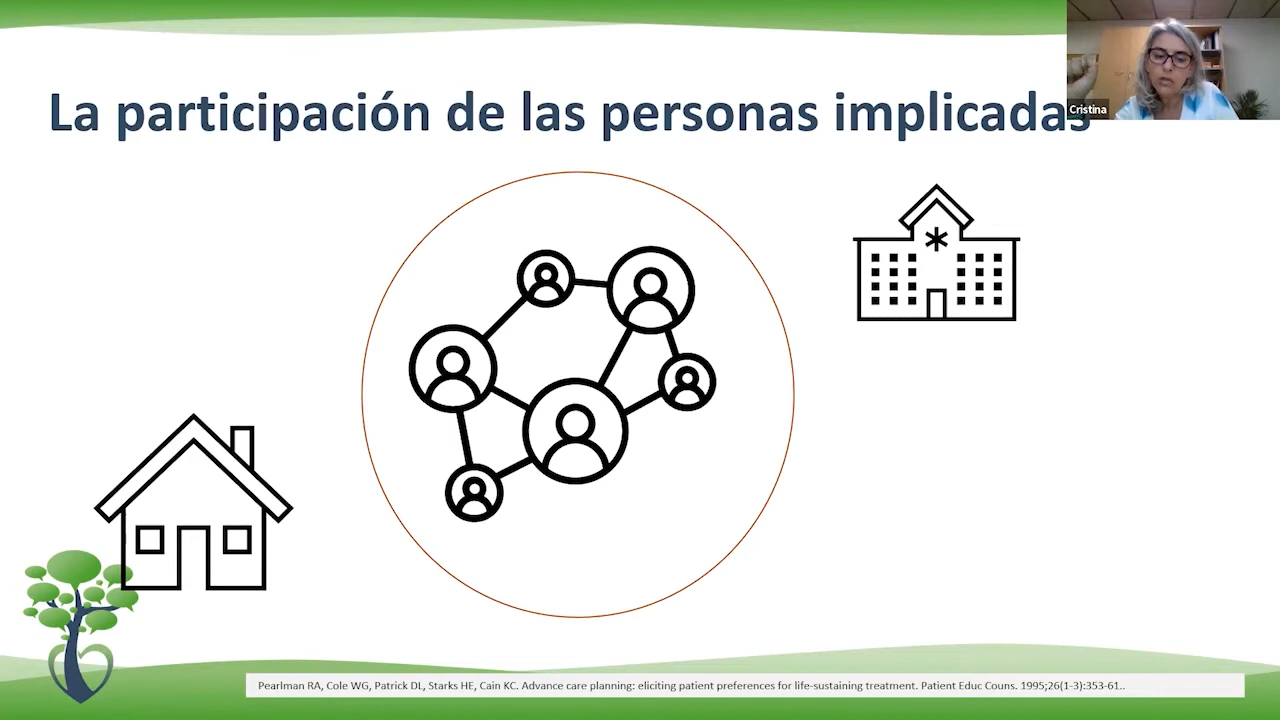 La participación de las personas implicadas
Cristina
Pearlman RA, Cole WG, Patrick DL, Starks HE, Cain KC. Advance care planning: eliciting patient preferences for life-sustaining treatment. Patient Educ Couns. 1995;26(1-3):353-61..